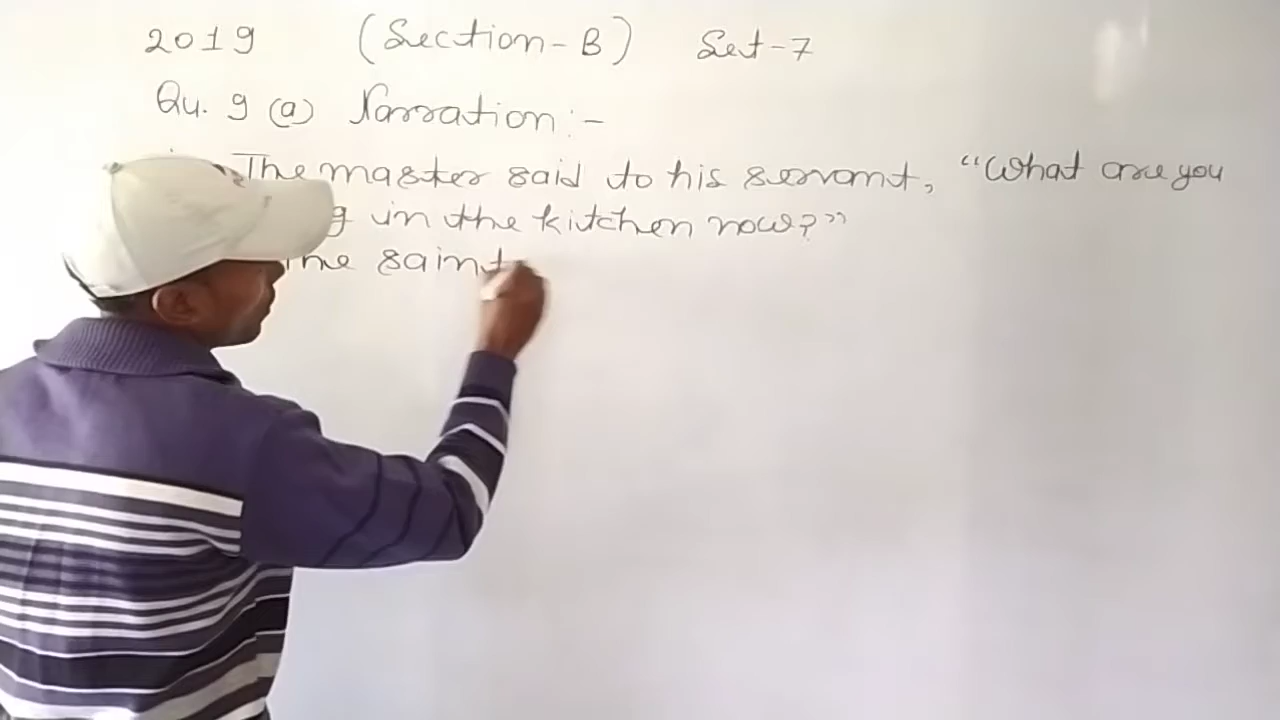 2019 (Section-B) Set-7
Qu. 9 (a) Narration:-
The master said to his servant, "What are you
g in the kitchen now?"
The saint